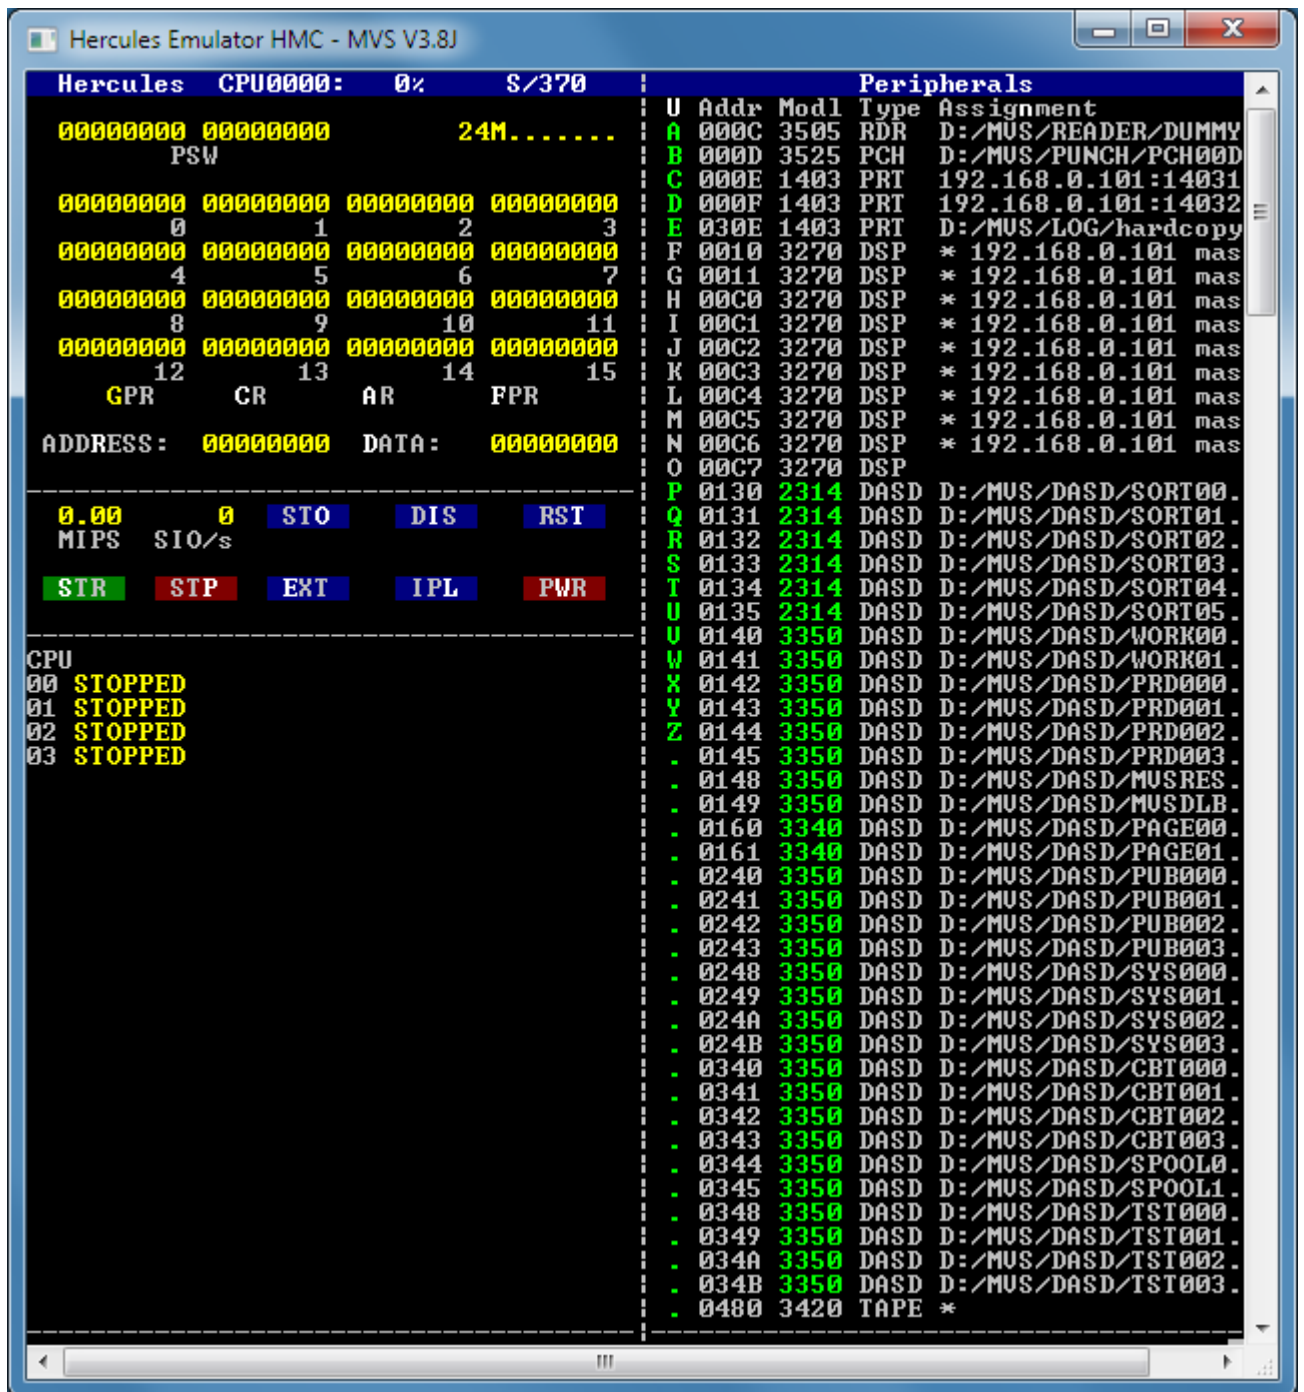 Hercules Emulator HMC - MVS V3.8J
Hercules CPU0000: 0% S/370
00000000 00000000 24M.......
PSW
00000000 00000000 00000000 00000000
0 1 2 3
00000000 00000000 00000000 00000000
4 5 6 7
00000000 00000000 00000000 00000000
8 9 10 11
00000000 00000000 00000000 00000000
12 13 14 15
GPR CR AR FPR
ADDRESS: 00000000 DATA: 00000000
0.00 0 STO DIS RST
MIPS SIO/s
STR STP EXT IPL PWR
CPU
00 STOPPED
01 STOPPED
02 STOPPED
03 STOPPED
Peripherals
U Addr Modl Type Assignment
A 000C 3505 RDR D:/MVS/READER/DUMMY
B 000D 3525 PCH D:/MVS/PUNCH/PCH00D
C 000E 1403 PRT 192.168.0.101:14031
D 000F 1403 PRT 192.168.0.101:14032
E 030E 1403 PRT D:/MVS/LOG/hardcopy
F 0010 3270 DSP * 192.168.0.101 mas
G 0011 3270 DSP * 192.168.0.101 mas
H 00C0 3270 DSP * 192.168.0.101 mas
I 00C1 3270 DSP * 192.168.0.101 mas
J 00C2 3270 DSP * 192.168.0.101 mas
K 00C3 3270 DSP * 192.168.0.101 mas
L 00C4 3270 DSP * 192.168.0.101 mas
M 00C5 3270 DSP * 192.168.0.101 mas
N 00C6 3270 DSP * 192.168.0.101 mas
O 00C7 3270 DSP
P 0130 2314 DASD D:/MVS/DASD/SORT00.
Q 0131 2314 DASD D:/MVS/DASD/SORT01.
R 0132 2314 DASD D:/MVS/DASD/SORT02.
S 0133 2314 DASD D:/MVS/DASD/SORT03.
T 0134 2314 DASD D:/MVS/DASD/SORT04.
U 0135 2314 DASD D:/MVS/DASD/SORT05.
V 0140 3350 DASD D:/MVS/DASD/WORK00.
W 0141 3350 DASD D:/MVS/DASD/WORK01.
X 0142 3350 DASD D:/MVS/DASD/PRD000.
Y 0143 3350 DASD D:/MVS/DASD/PRD001.
Z 0144 3350 DASD D:/MVS/DASD/PRD002.
. 0145 3350 DASD D:/MVS/DASD/PRD003.
. 0148 3350 DASD D:/MVS/DASD/MVSRES.
. 0149 3350 DASD D:/MVS/DASD/MVSDLB.
. 0160 3340 DASD D:/MVS/DASD/PAGE00.
. 0161 3340 DASD D:/MVS/DASD/PAGE01.
. 0240 3350 DASD D:/MVS/DASD/PUB000.
. 0241 3350 DASD D:/MVS/DASD/PUB001.
. 0242 3350 DASD D:/MVS/DASD/PUB002.
. 0243 3350 DASD D:/MVS/DASD/PUB003.
. 0248 3350 DASD D:/MVS/DASD/SYS000.
. 0249 3350 DASD D:/MVS/DASD/SYS001.
. 024A 3350 DASD D:/MVS/DASD/SYS002.
. 024B 3350 DASD D:/MVS/DASD/SYS003.
. 0340 3350 DASD D:/MVS/DASD/CBT000.
. 0341 3350 DASD D:/MVS/DASD/CBT001.
. 0342 3350 DASD D:/MVS/DASD/CBT002.
. 0343 3350 DASD D:/MVS/DASD/CBT003.
. 0344 3350 DASD D:/MVS/DASD/SPOOL0.
. 0345 3350 DASD D:/MVS/DASD/SPOOL1.
. 0348 3350 DASD D:/MVS/DASD/TST000.
. 0349 3350 DASD D:/MVS/DASD/TST001.
. 034A 3350 DASD D:/MVS/DASD/TST002.
. 034B 3350 DASD D:/MVS/DASD/TST003.
. 0480 3420 TAPE *